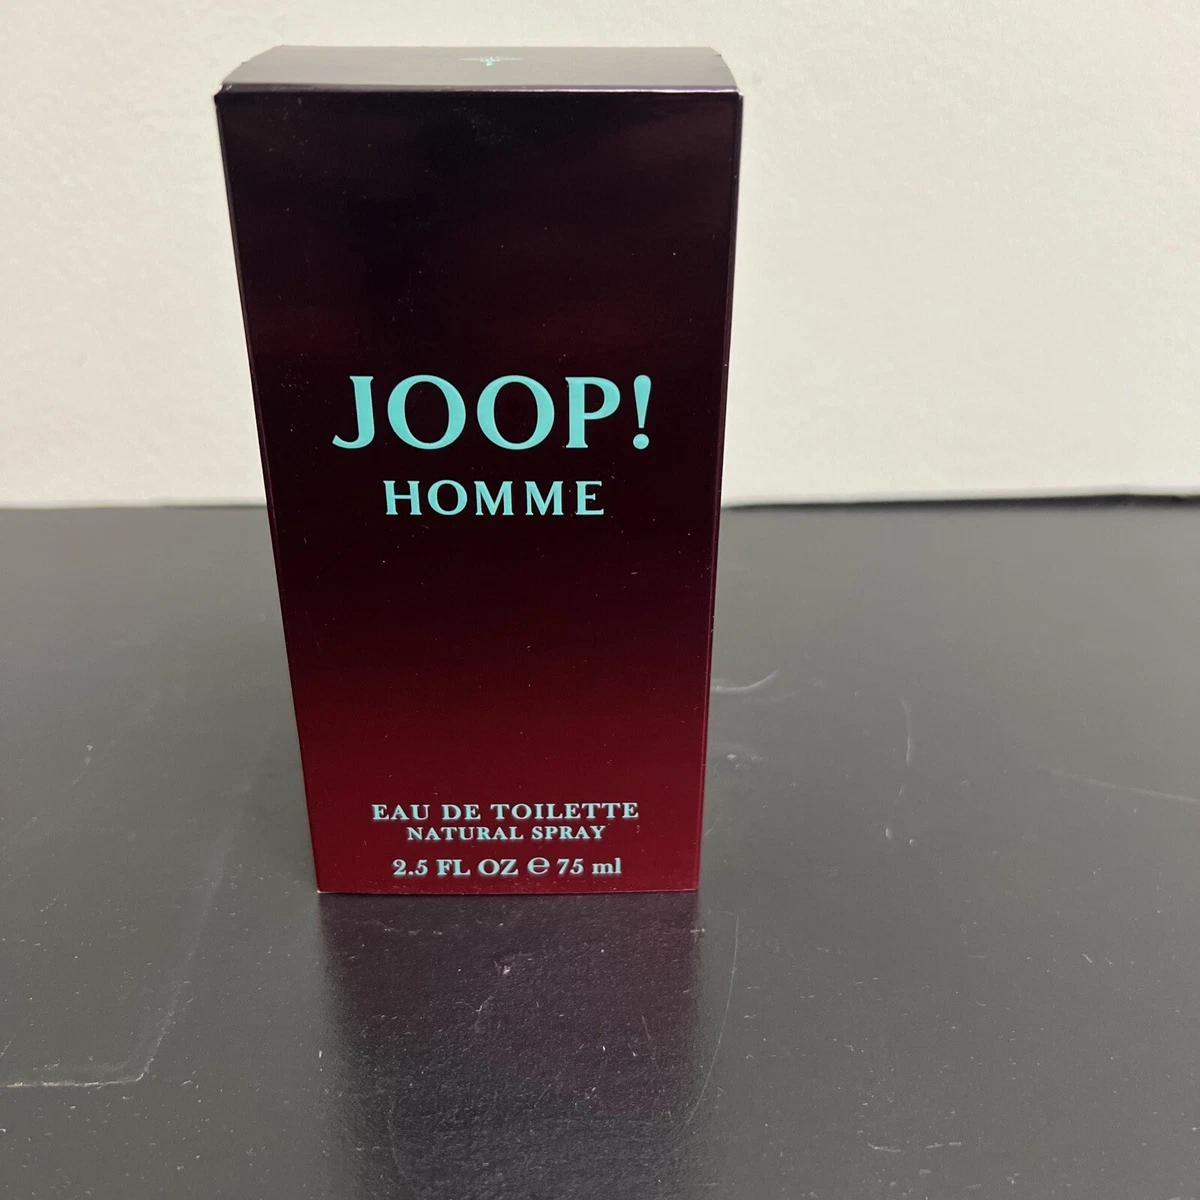 JOOP!
HOMME
EAU DE TOILETTE
NATURAL SPRAY
2.5 FL OZ ℮ 75 ml